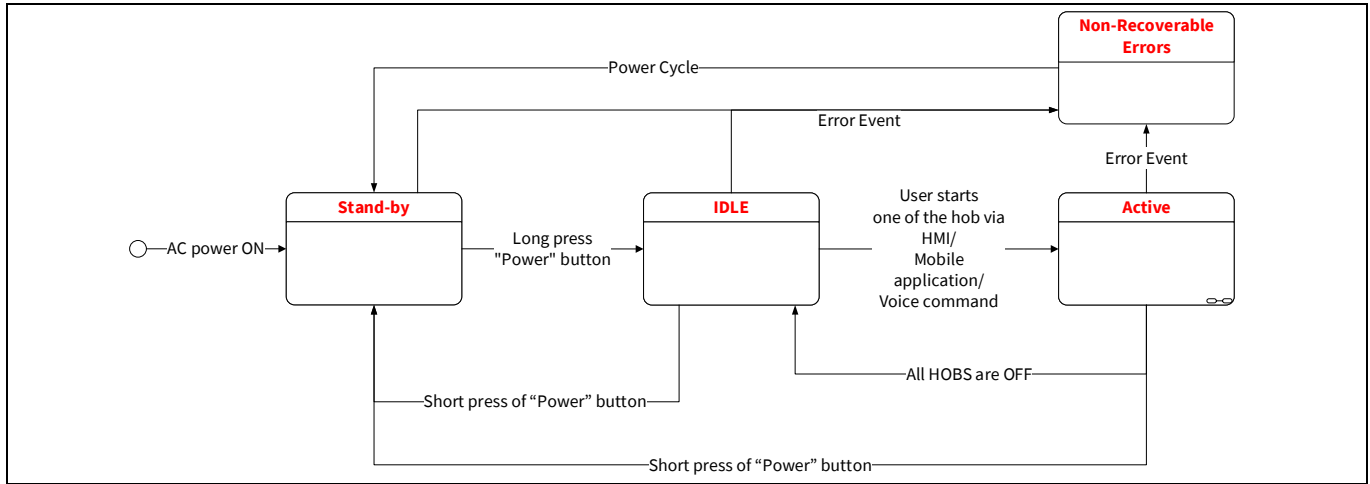 Non-Recoverable
Errors
Power Cycle
Error Event
Error Event
Stand-by
IDLE
Active
AC power ON
Long press
"Power" button
User starts
one of the hob via
HMI/
Mobile
application/
Voice command
All HOBS are OFF
Short press of “Power” button
Short press of “Power” button